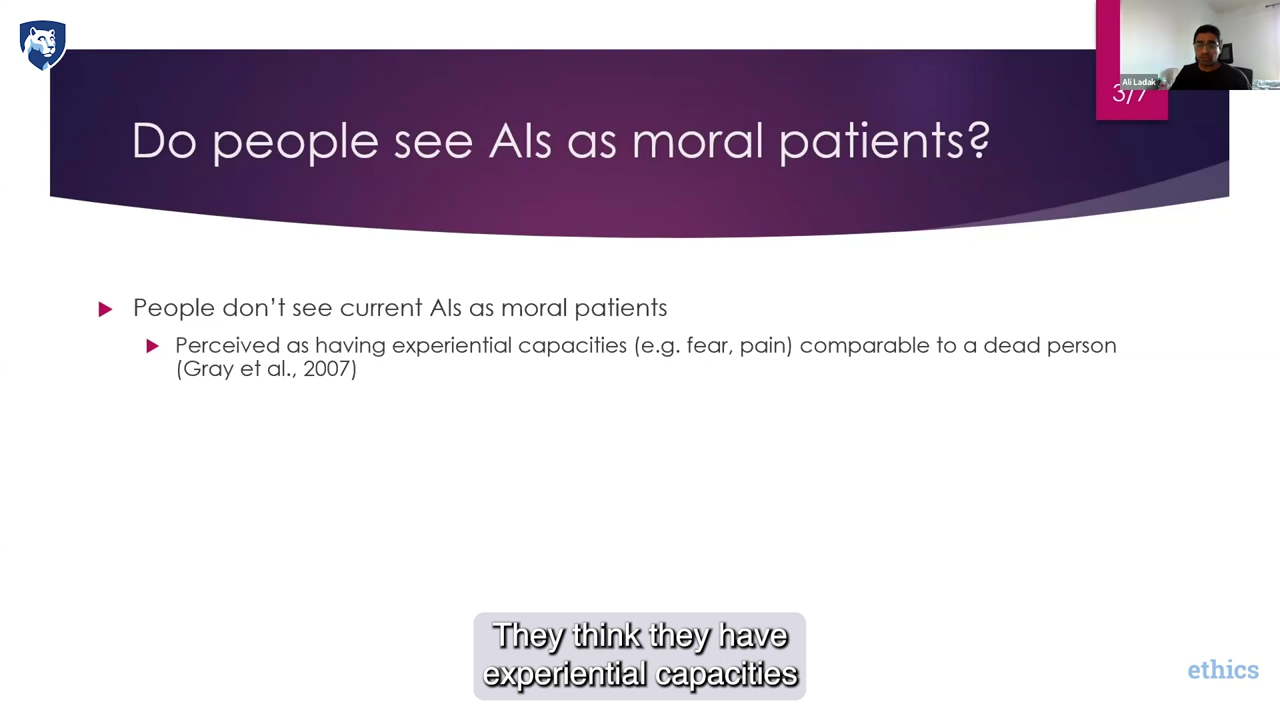 Ali Ladak
3/7
Do people see AIs as moral patients?
People don't see current AIs as moral patients
Perceived as having experiential capacities (e.g. fear, pain) comparable to a dead person
(Gray et al., 2007)
They think they have
experiential capacities
ethics